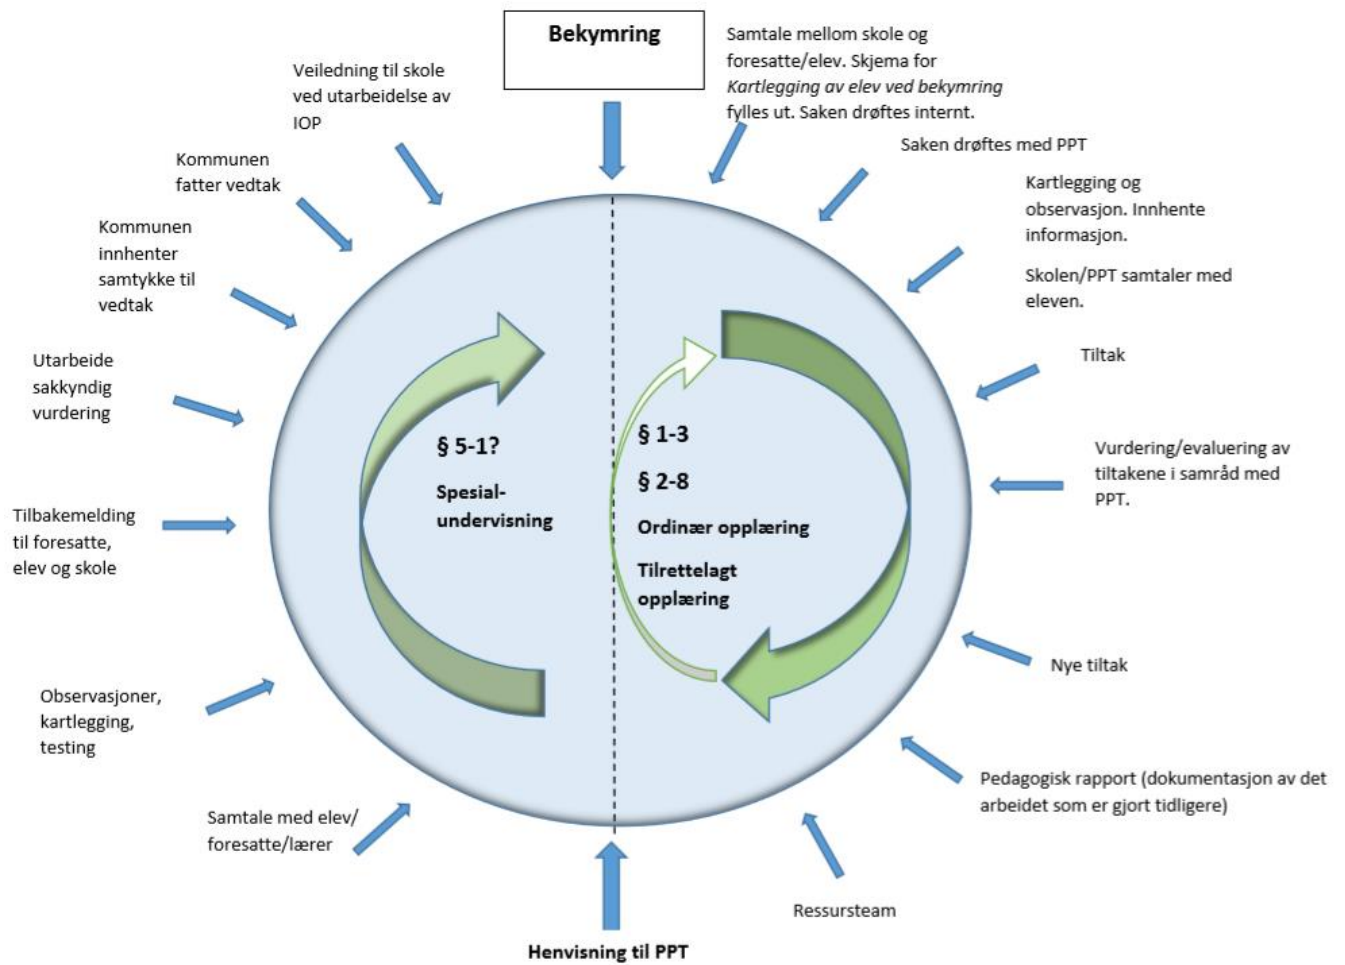 Bekymring
Samtale mellom skole og
foresatte/elev. Skjema for
Kartlegging av elev ved bekymring
fylles ut. Saken drøftes internt.
Saken drøftes med PPT
Kartlegging og
observasjon. Innhente
informasjon.
Skolen/PPT samtaler med
eleven.
Tiltak
Vurdering/evaluering av
tiltakene i samråd med
PPT.
Nye tiltak
Pedagogisk rapport (dokumentasjon av det
arbeidet som er gjort tidligere)
Ressursteam
Henvisning til PPT
Samtale med elev/
foresatte/lærer
Observasjoner,
kartlegging,
testing
Tilbakemelding
til foresatte,
elev og skole
Utarbeide
sakkyndig
vurdering
Kommunen
innhenter
samtykke til
vedtak
Kommunen
fatter vedtak
Veiledning til skole
ved utarbeidelse av
IOP
§ 5-1?
Spesial-
undervisning
§ 1-3
§ 2-8
Ordinær opplæring
Tilrettelagt
opplæring